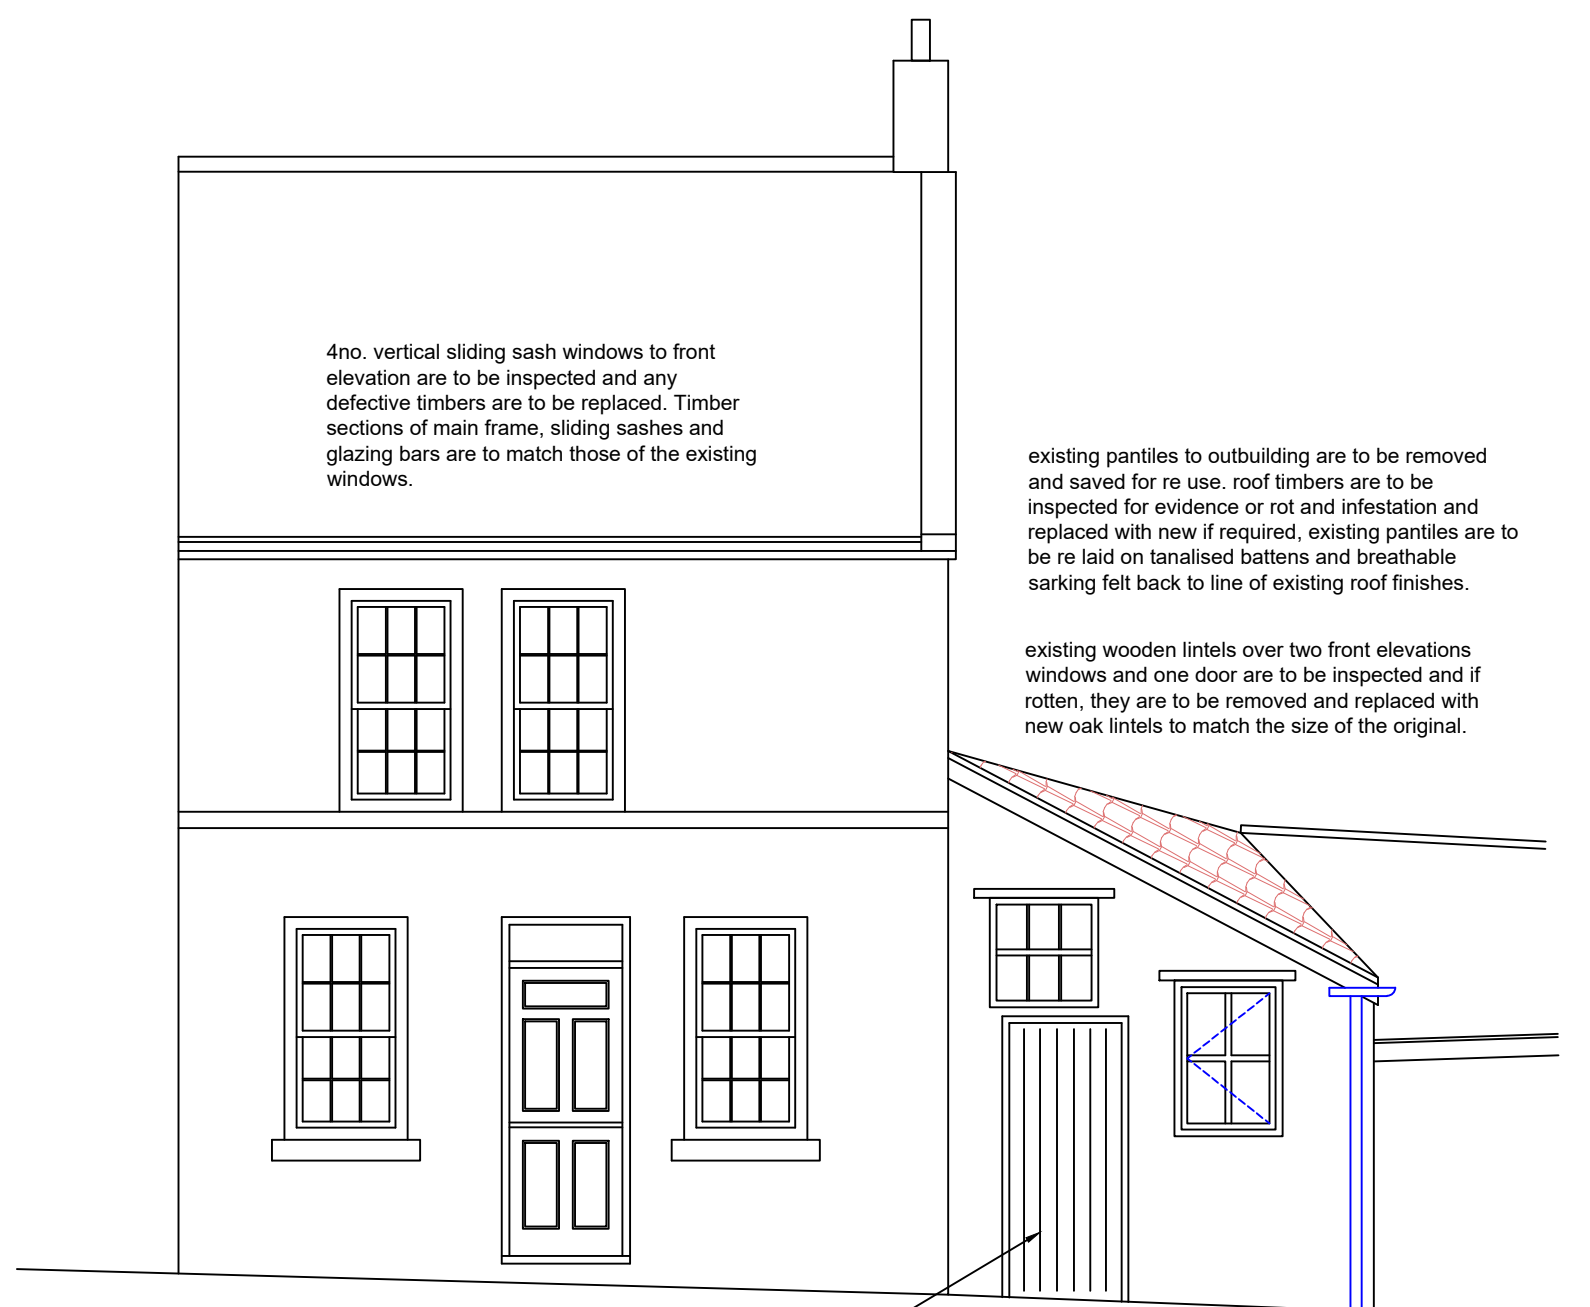 4no. vertical sliding sash windows to front
elevation are to be inspected and any
defective timbers are to be replaced. Timber
sections of main frame, sliding sashes and
glazing bars are to match those of the existing
windows.
existing pantiles to outbuilding are to be removed
and saved for re use. roof timbers are to be
inspected for evidence or rot and infestation and
replaced with new if required, existing pantiles are to
be re laid on tanalised battens and breathable
sarking felt back to line of existing roof finishes.
existing wooden lintels over two front elevations
windows and one door are to be inspected and if
rotten, they are to be removed and replaced with
new oak lintels to match the size of the original.